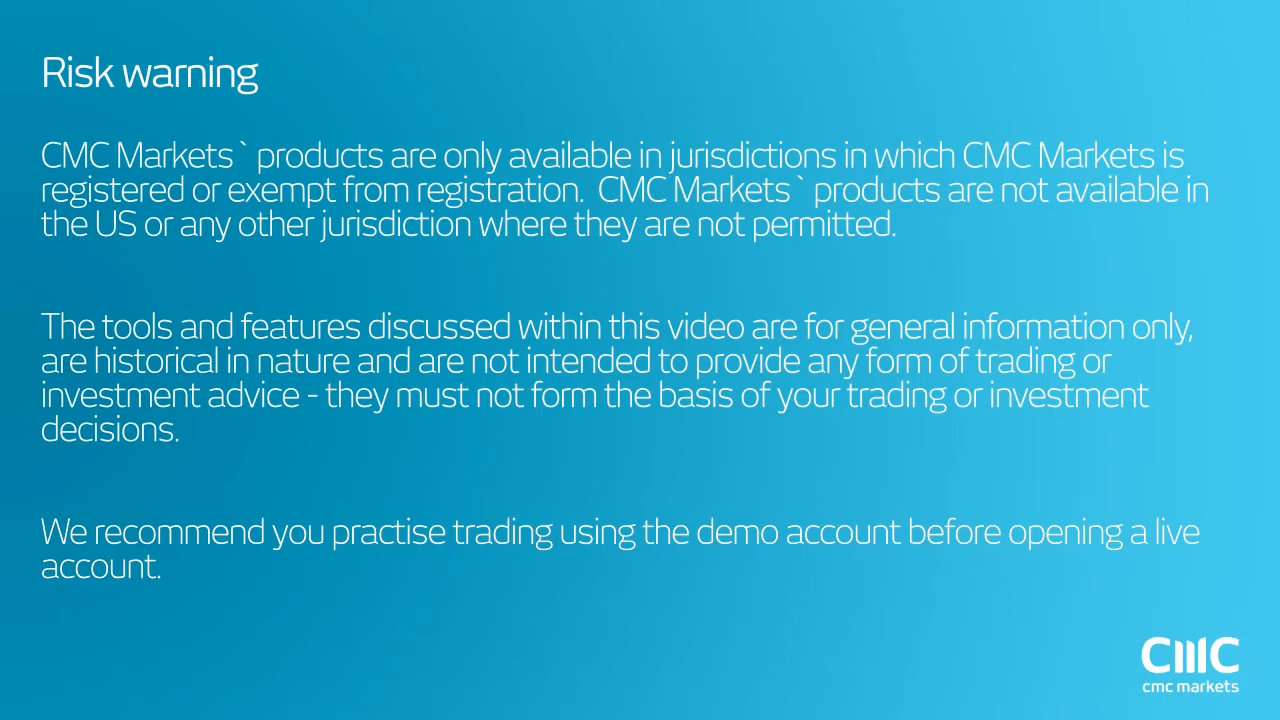 Risk warning
CMC Markets` products are only available in jurisdictions in which CMC Markets is
registered or exempt from registration.  CMC Markets` products are not available in
the US or any other jurisdiction where they are not permitted.
The tools and features discussed within this video are for general information only,
are historical in nature and are not intended to provide any form of trading or
investment advice - they must not form the basis of your trading or investment
decisions.
We recommend you practise trading using the demo account before opening a live
account.
CMC
cmc markets